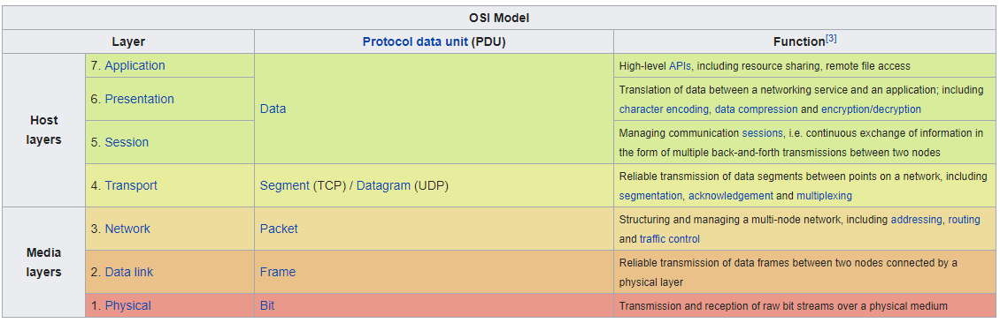 OSI Model
Layer Protocol data unit (PDU) Function[3]
Host layers
7. Application
Data
High-level APIs, including resource sharing, remote file access
6. Presentation
Translation of data between a networking service and an application; including
character encoding, data compression and encryption/decryption
5. Session
Managing communication sessions, i.e. continuous exchange of information in
the form of multiple back-and-forth transmissions between two nodes
4. Transport
Segment (TCP) / Datagram (UDP)
Reliable transmission of data segments between points on a network, including
segmentation, acknowledgement and multiplexing
Media layers
3. Network
Packet
Structuring and managing a multi-node network, including addressing, routing
and traffic control
2. Data link
Frame
Reliable transmission of data frames between two nodes connected by a
physical layer
1. Physical
Bit
Transmission and reception of raw bit streams over a physical medium